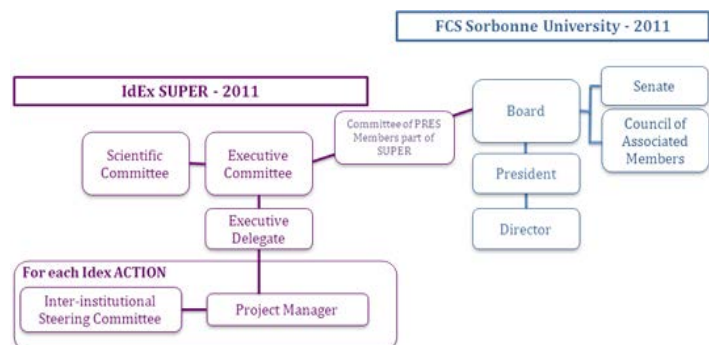 FCS Sorbonne University - 2011
IdEx SUPER - 2011
Senate
Board
Council of
Associated
Members
Committee of PRES
Members part of
SUPER
Scientific
Committee
Executive
Committee
President
Executive
Delegate
Director
For each Idex ACTION
Inter-institutional
Steering Committee
Project Manager